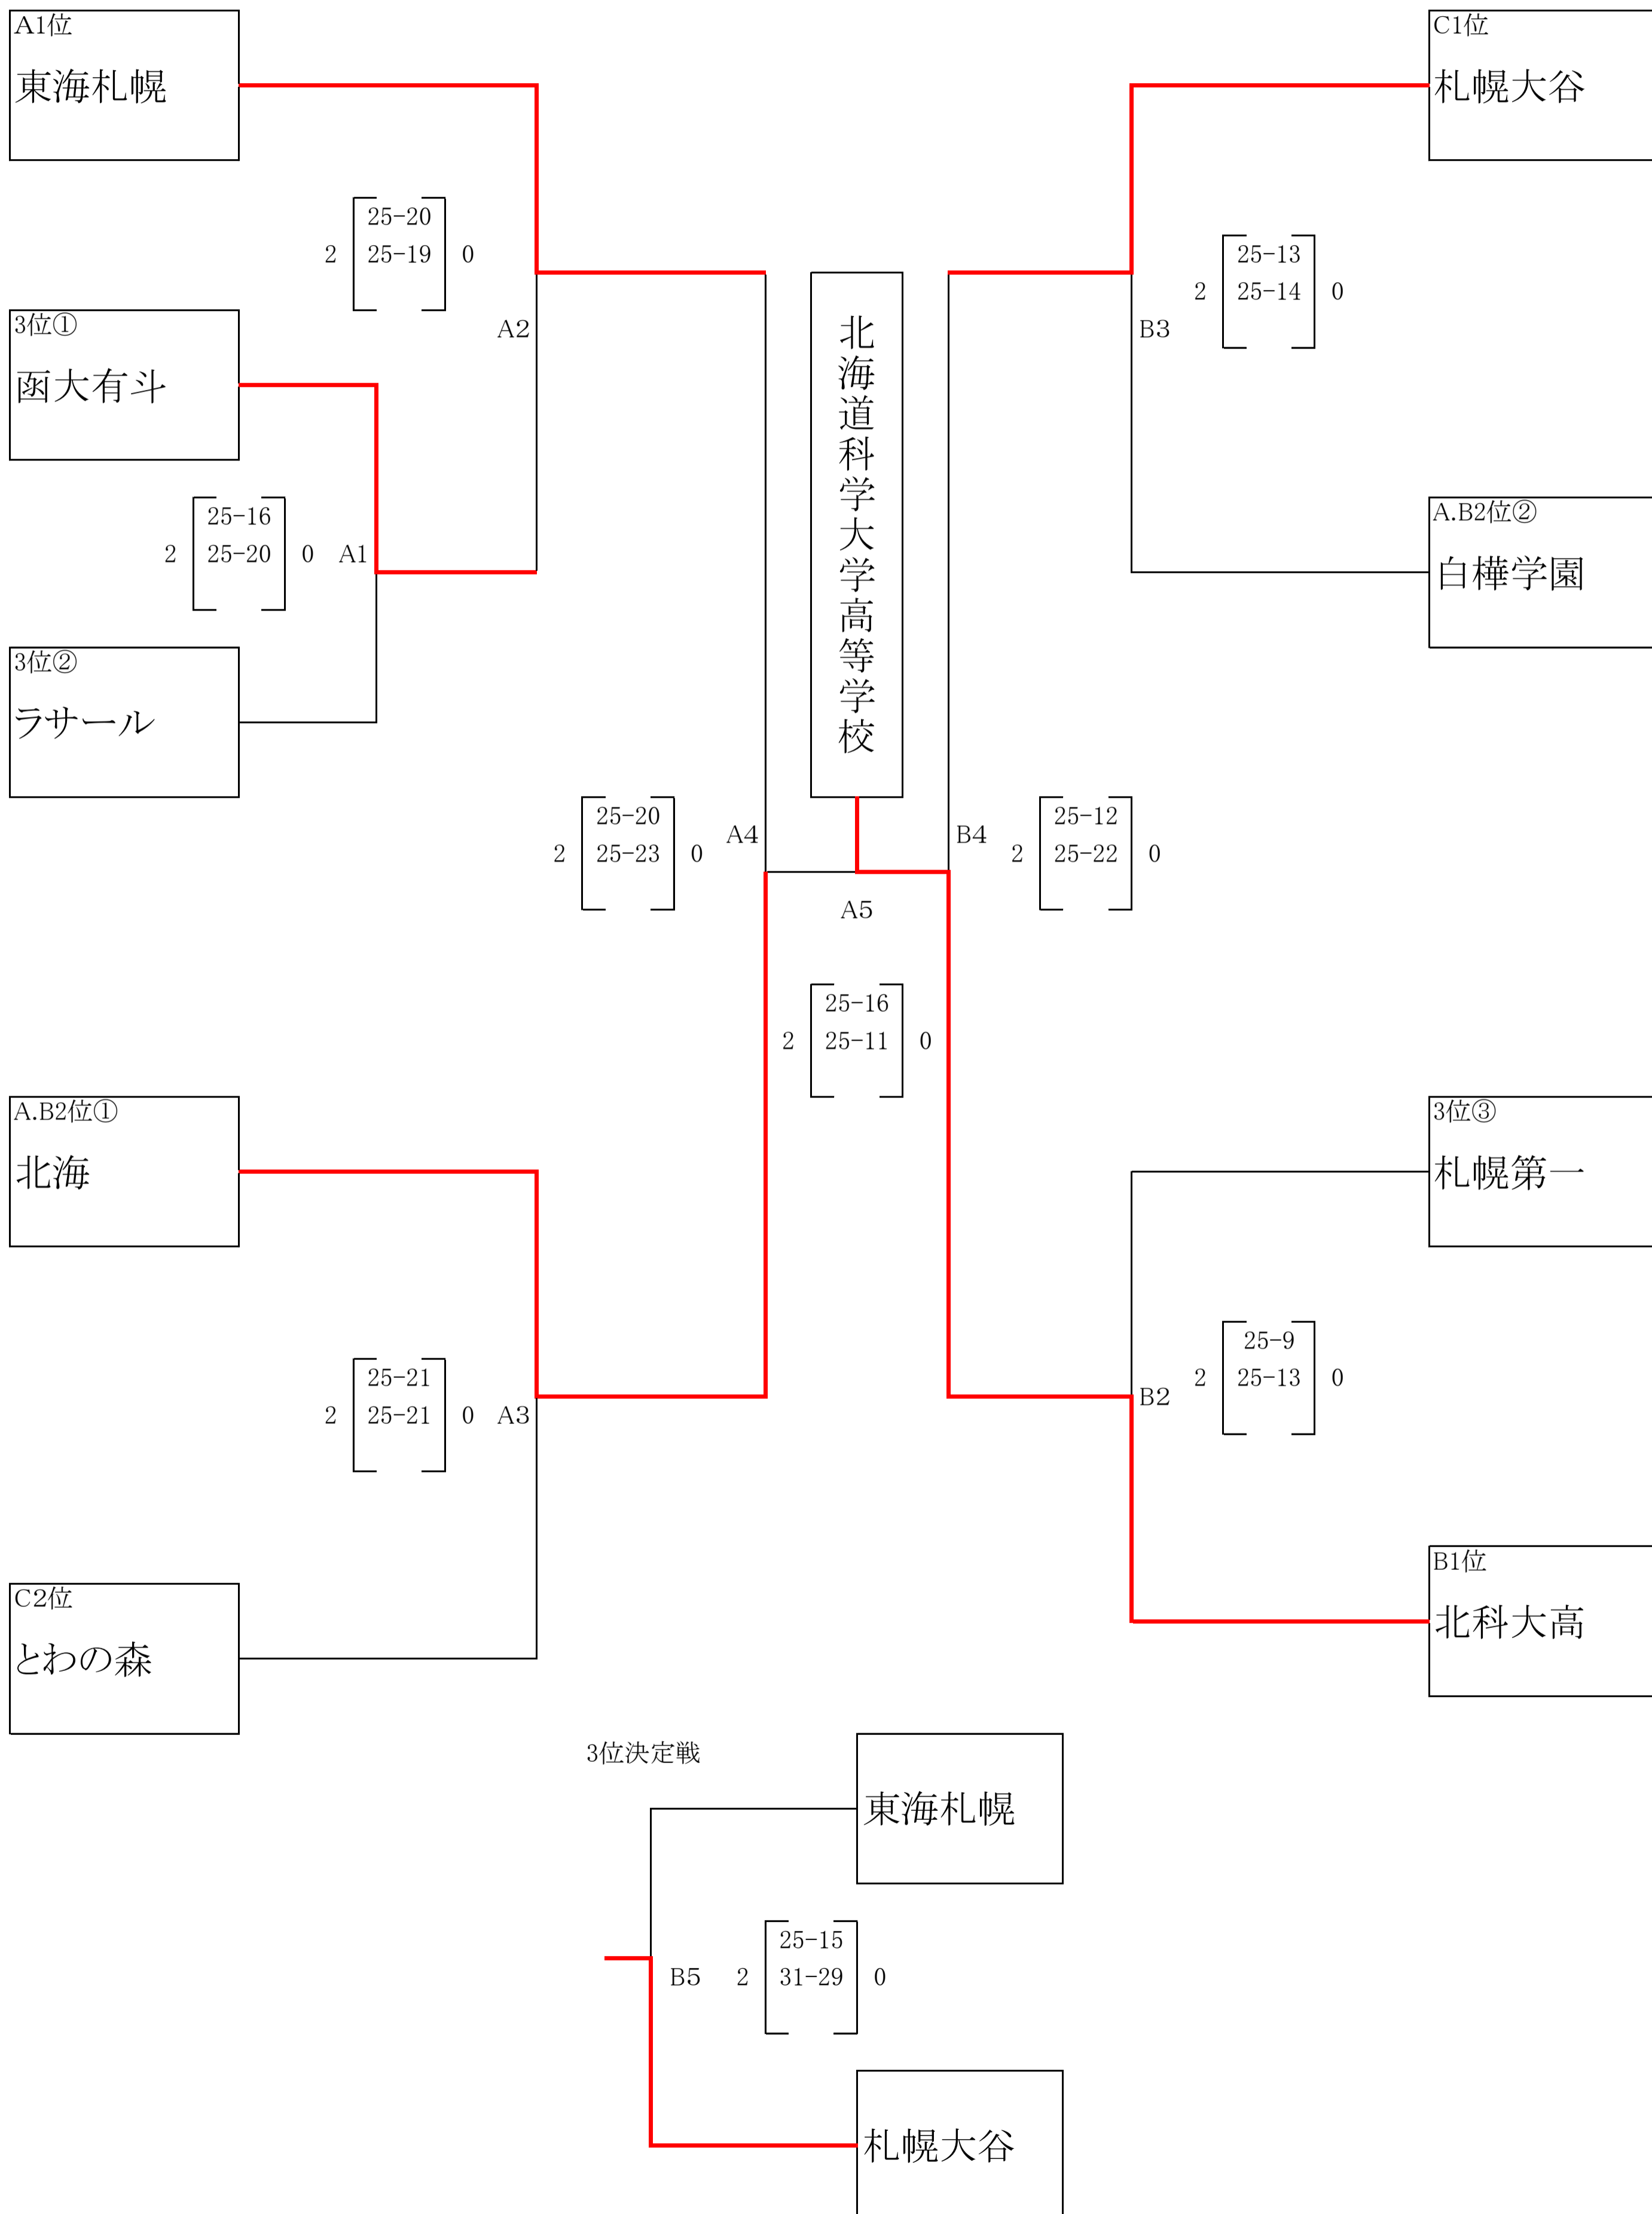 A1位
東海札幌
C1位
札幌大谷
25-20
2 25-19 0
25-13
2 25-14 0
3位①
函大有斗
A2
B3
北海道科学大学高等学校
25-16
2 25-20 0 A1
A.B2位②
白樺学園
3位②
ラサール
25-20
2 25-23 0
A4
B4
25-12
2 25-22 0
A5
25-16
2 25-11 0
A.B2位①
北海
3位③
札幌第一
25-21
2 25-21 0 A3
25-9
2 25-13 0
B2
C2位
とわの森
B1位
北科大高
3位決定戦
東海札幌
25-15
B5 2 31-29 0
札幌大谷